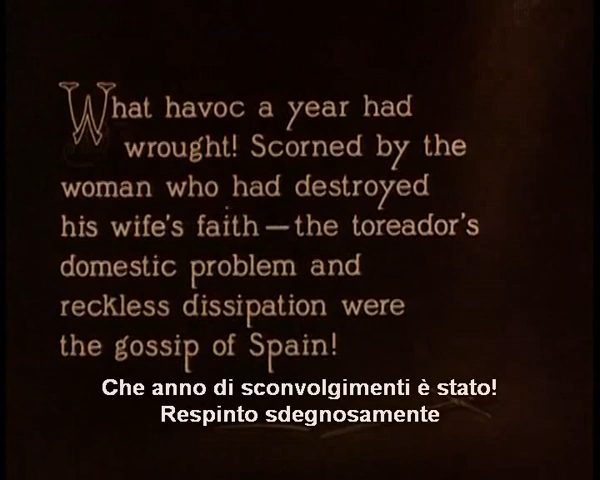 What havoc a year had
wrought! Scorned by the
woman who had destroyed
his wife's faith—the toreador's
domestic problem and
reckless dissipation were
the gossip of Spain!
Che anno di sconvolgimenti è stato!
Respinto sdegnosamente